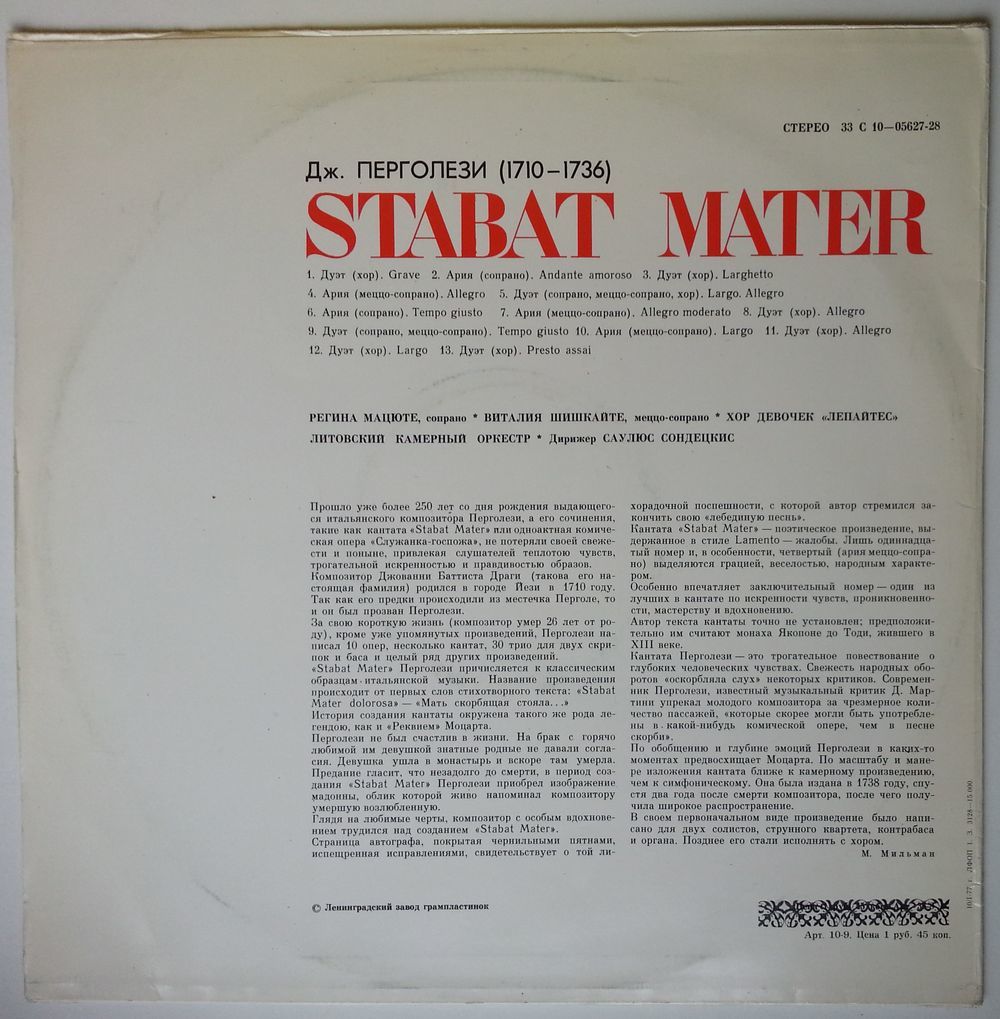 СТЕРЕО 33 С 10—05627-28
Дж. ПЕРГОЛЕЗИ (1710–1736)
STABAT MATER
1. Дуэт (хор). Grave 2. Ария (сопрано). Andante amoroso 3. Дуэт (хор). Larghetto
4. Ария (меццо-сопрано). Allegro 5. Дуэт (сопрано, меццо-сопрано, хор). Largo. Allegro
6. Ария (сопрано). Tempo giusto 7. Ария (меццо-сопрано). Allegro moderato 8. Дуэт (хор). Allegro
9. Дуэт (сопрано, меццо-сопрано). Tempo giusto 10. Ария (меццо-сопрано). Largo 11. Дуэт (хор). Allegro
12. Дуэт (хор). Largo 13. Дуэт (хор). Presto assai
РЕГИНА МАЦЮТЕ, сопрано * ВИТАЛИЯ ШИШКАЙТЕ, меццо-сопрано * ХОР ДЕВОЧЕК «ЛЕПАЙТЕС»
ЛИТОВСКИЙ КАМЕРНЫЙ ОРКЕСТР * Дирижер САУЛЮС СОНДЕЦКИС
Прошло уже более 250 лет со дня рождения выдающего-
ся итальянского композитора Перголези, а его сочинения,
такие как кантата «Stabat Mater» или одноактная комиче-
ская опера «Служанка-госпожа», не потеряли своей свеже-
сти и поныне, привлекая слушателей теплотою чувств,
трогательной искренностью и правдивостью образов.
Композитор Джованни Баттиста Драги (такова его на-
стоящая фамилия) родился в городе Йези в 1710 году.
Так как его предки происходили из местечка Перголе, то
и он был прозван Перголези.
За свою короткую жизнь (композитор умер 26 лет от ро-
ду), кроме уже упомянутых произведений, Перголези на-
писал 10 опер, несколько кантат, 30 трио для двух скри-
пок и баса и целый ряд других произведений.
«Stabat Mater» Перголези причисляется к классическим
образцам итальянской музыки. Название произведения
происходит от первых слов стихотворного текста: «Stabat
Mater dolorosa» — «Мать скорбящая стояла...»
История создания кантаты окружена такого же рода ле-
гендою, как и «Реквием» Моцарта.
Перголези не был счастлив в жизни. На брак с горячо
любимой им девушкой знатные родные не давали согла-
сия. Девушка ушла в монастырь и вскоре там умерла.
Предание гласит, что незадолго до смерти, в период соз-
дания «Stabat Mater» Перголези приобрел изображение
мадонны, облик которой живо напоминал композитору
умершую возлюбленную.
Глядя на любимые черты, композитор с особым вдохнове-
нием трудился над созданием «Stabat Mater».
Страница автографа, покрытая чернильными пятнами,
испещренная исправлениями, свидетельствует о той ли-
хорадочной поспешности, с которой автор стремился за-
кончить свою «лебединую песнь».
Кантата «Stabat Mater» — поэтическое произведение, вы-
держанное в стиле Lamento — жалобы. Лишь одиннадца-
тый номер и, в особенности, четвертый (ария меццо-сопра-
но) выделяются грацией, веселостью, народным характе-
ром.
Особенно впечатляет заключительный номер — один из
лучших в кантате по искренности чувств, проникновенно-
сти, мастерству и вдохновению.
Автор текста кантаты точно не установлен; предположи-
тельно им считают монаха Якопоне до Тоди, жившего в
XIII веке.
Кантата Перголези — это трогательное повествование о
глубоких человеческих чувствах. Свежесть народных обо-
ротов «оскорбляла слух» некоторых критиков. Современ-
ник Перголези, известный музыкальный критик Д. Мар-
тини упрекал молодого композитора за чрезмерное коли-
чество пассажей, «которые скорее могли быть употребле-
ны в какой-нибудь комической опере, чем в песне
скорби».
По обобщению и глубине эмоций Перголези в каких-то
моментах предвосхищает Моцарта. По масштабу и мане-
ре изложения кантата ближе к камерному произведению,
чем к симфоническому. Она была издана в 1738 году, спу-
стя два года после смерти композитора, после чего полу-
чила широкое распространение.
В своем первоначальном виде произведение было напи-
сано для двух солистов, струнного квартета, контрабаса
и органа. Позднее его стали исполнять с хором.
М. Мильман
10/I-77 г. ЛФОП 1. З. 3128—15.000
© Ленинградский завод грампластинок
Арт. 10-9. Цена 1 руб. 45 коп.